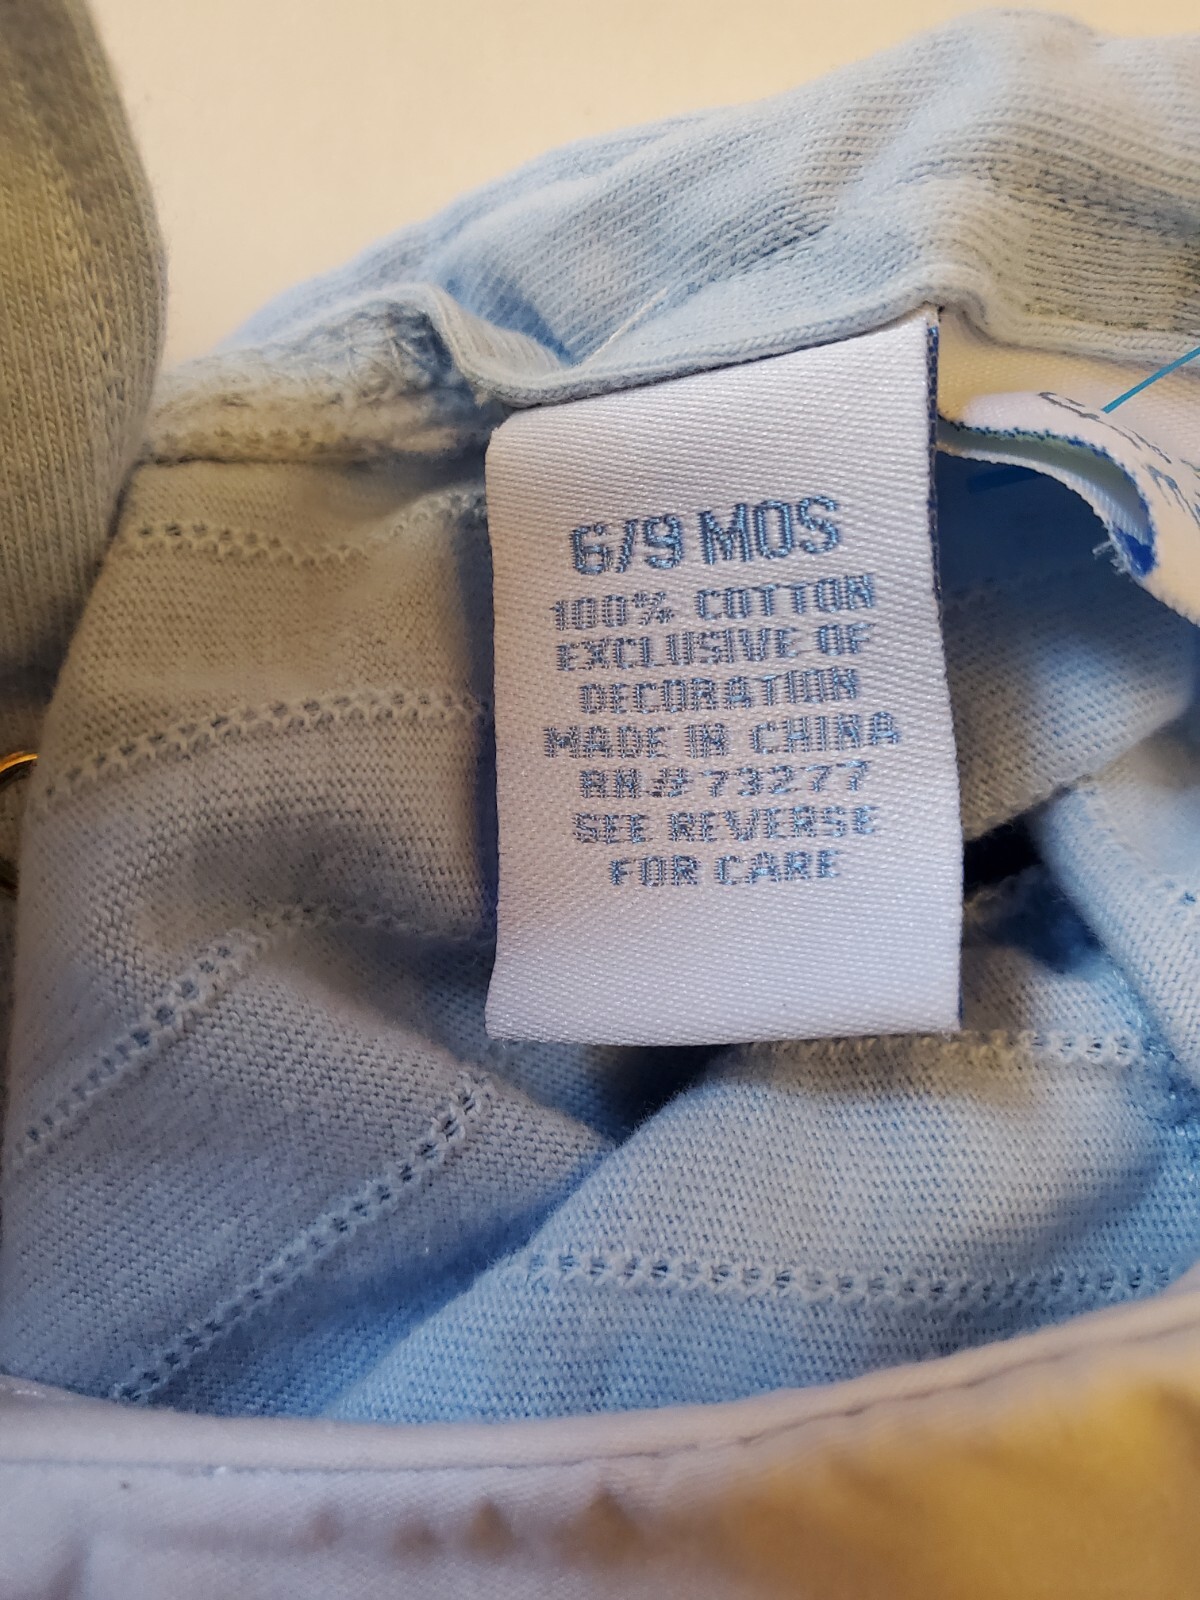 6/9 MOS
100% COTTON
EXCLUSIVE OF
DECORATION
MADE IN CHINA
RN# 73277
SEE REVERSE
FOR CARE